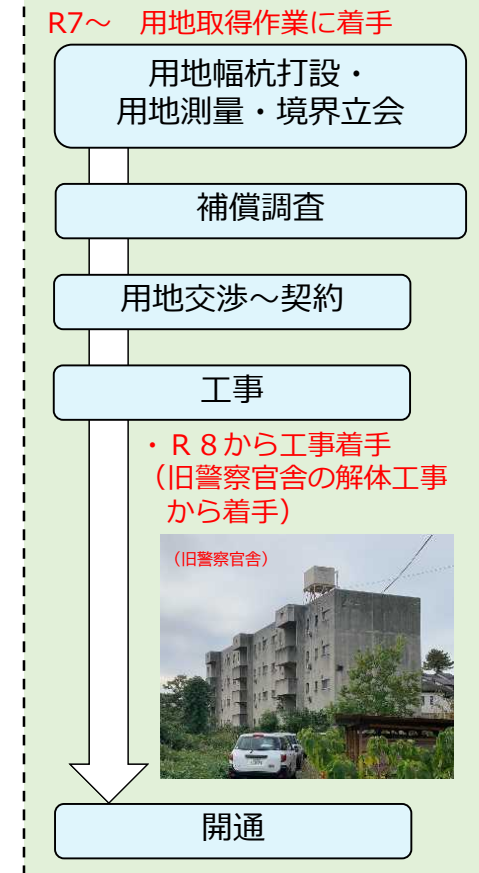 R7～　用地取得作業に着手
用地幅杭打設・
用地測量・境界立会
補償調査
用地交渉～契約
工事
・Ｒ８から工事着手
（旧警察官舎の解体工事
から着手）
（旧警察官舎）
開通